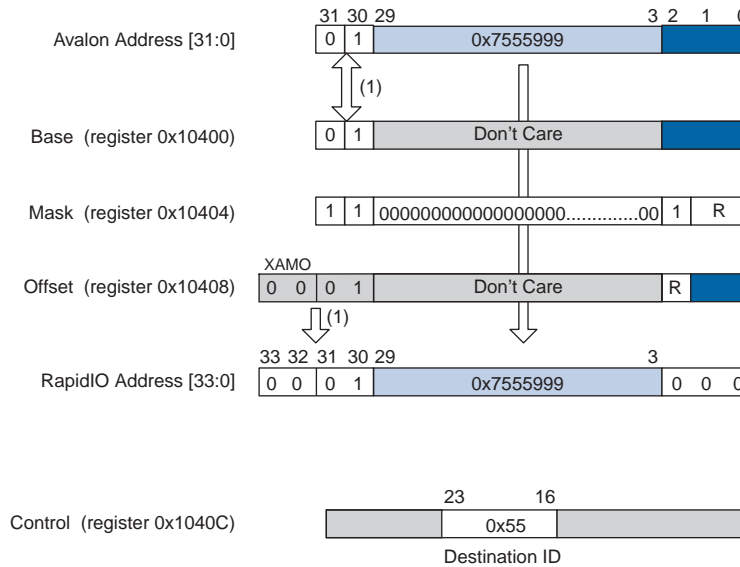 31 30 29 3 2 1
Avalon Address [31:0] 0 1 0x7555999
(1)
Base (register 0x10400) 0 1 Don't Care
Mask (register 0x10404) 1 1 000000000000000000.............00 1 R
XAMO
Offset (register 0x10408) 0 0 0 1 Don't Care R
(1)
33 32 31 30 29 3
RapidIO Address [33:0] 0 0 0 1 0x7555999 0 0 0
23 16
Control (register 0x1040C) 0x55
Destination ID